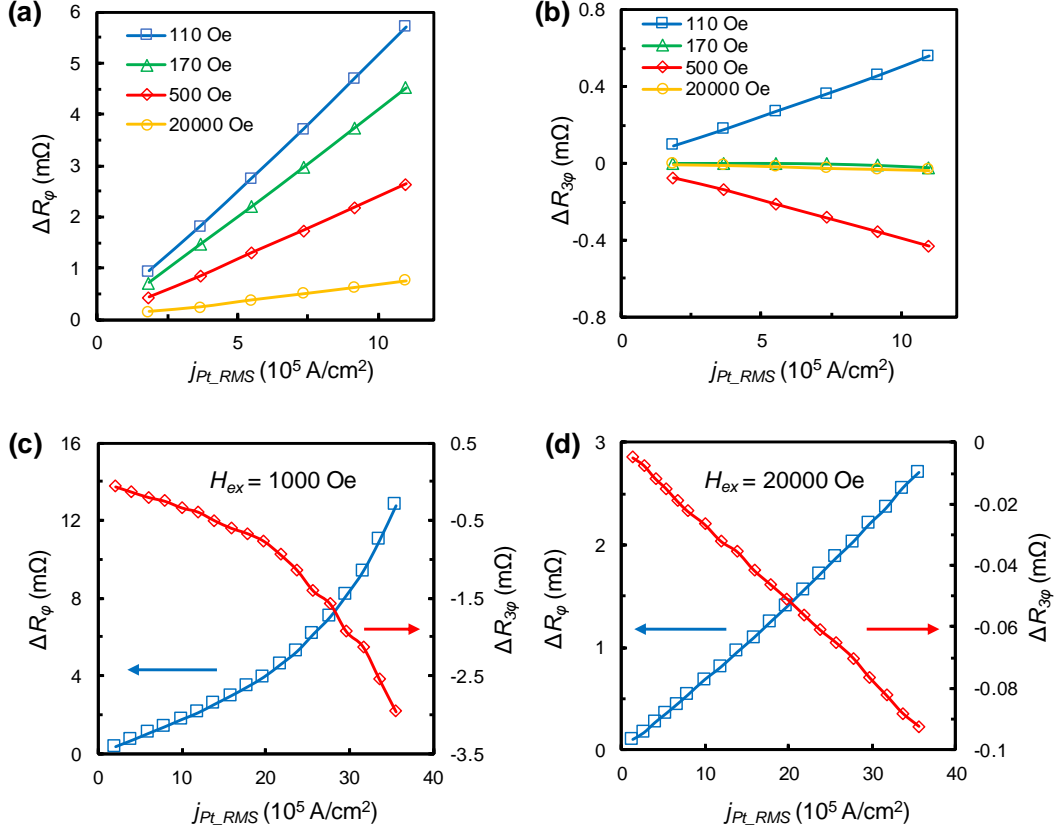 (a)
6
5
4
3
2
1
0
ΔRφ (mΩ)
110 Oe
170 Oe
500 Oe
20000 Oe
0 5 10
jPt_RMS (10⁵ A/cm²)
(b)
0.8
0.4
0
-0.4
-0.8
ΔR3φ (mΩ)
110 Oe
170 Oe
500 Oe
20000 Oe
0 5 10
jPt_RMS (10⁵ A/cm²)
(c)
16
12
8
4
0
ΔRφ (mΩ)
Hex = 1000 Oe
0.5
-0.5
-1.5
-2.5
-3.5
ΔR3φ (mΩ)
0 10 20 30 40
jPt_RMS (10⁵ A/cm²)
(d)
3
2
1
0
ΔRφ (mΩ)
Hex = 20000 Oe
0
-0.02
-0.04
-0.06
-0.08
-0.1
ΔR3φ (mΩ)
0 10 20 30 40
jPt_RMS (10⁵ A/cm²)